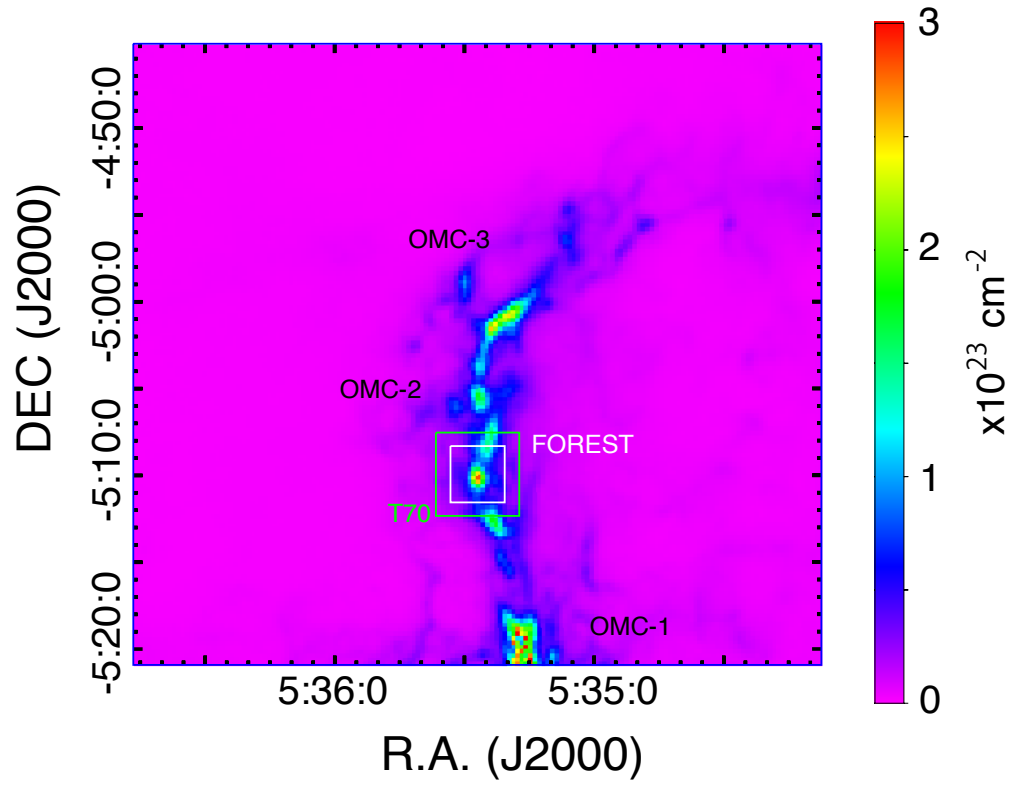 3
-4:50:0
OMC-3
2
-5:00:0
x10²³ cm⁻²
DEC (J2000)
OMC-2
FOREST
-5:10:0
1
T70
-5:20:0
OMC-1
5:36:0 5:35:0
0
R.A. (J2000)